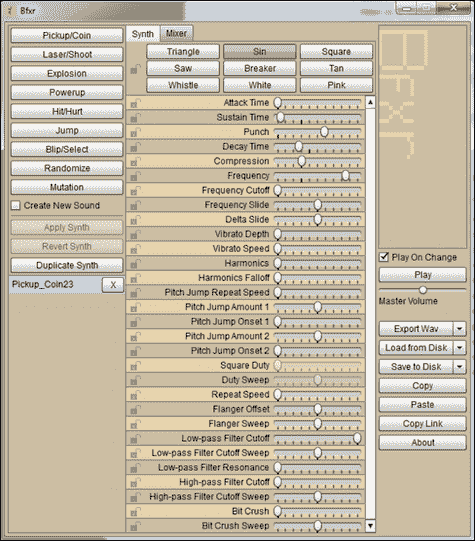 Bfxr
Pickup/Coin
Laser/Shoot
Explosion
Powerup
Hit/Hurt
Jump
Blip/Select
Randomize
Mutation
Create New Sound
Apply Synth
Revert Synth
Duplicate Synth
Pickup_Coin23 X
Synth Mixer
Triangle Sin Square
Saw Breaker Tan
Whistle White Pink
Attack Time
Sustain Time
Punch
Decay Time
Compression
Frequency
Frequency Cutoff
Frequency Slide
Delta Slide
Vibrato Depth
Vibrato Speed
Harmonics
Harmonics Falloff
Pitch Jump Repeat Speed
Pitch Jump Amount 1
Pitch Jump Onset 1
Pitch Jump Amount 2
Pitch Jump Onset 2
Square Duty
Duty Sweep
Repeat Speed
Flanger Offset
Flanger Sweep
Low-pass Filter Cutoff
Low-pass Filter Cutoff Sweep
Low-pass Filter Resonance
High-pass Filter Cutoff
High-pass Filter Cutoff Sweep
Bit Crush
Bit Crush Sweep
Bfxr
Play On Change
Play
Master Volume
Export Wav
Load from Disk
Save to Disk
Copy
Paste
Copy Link
About